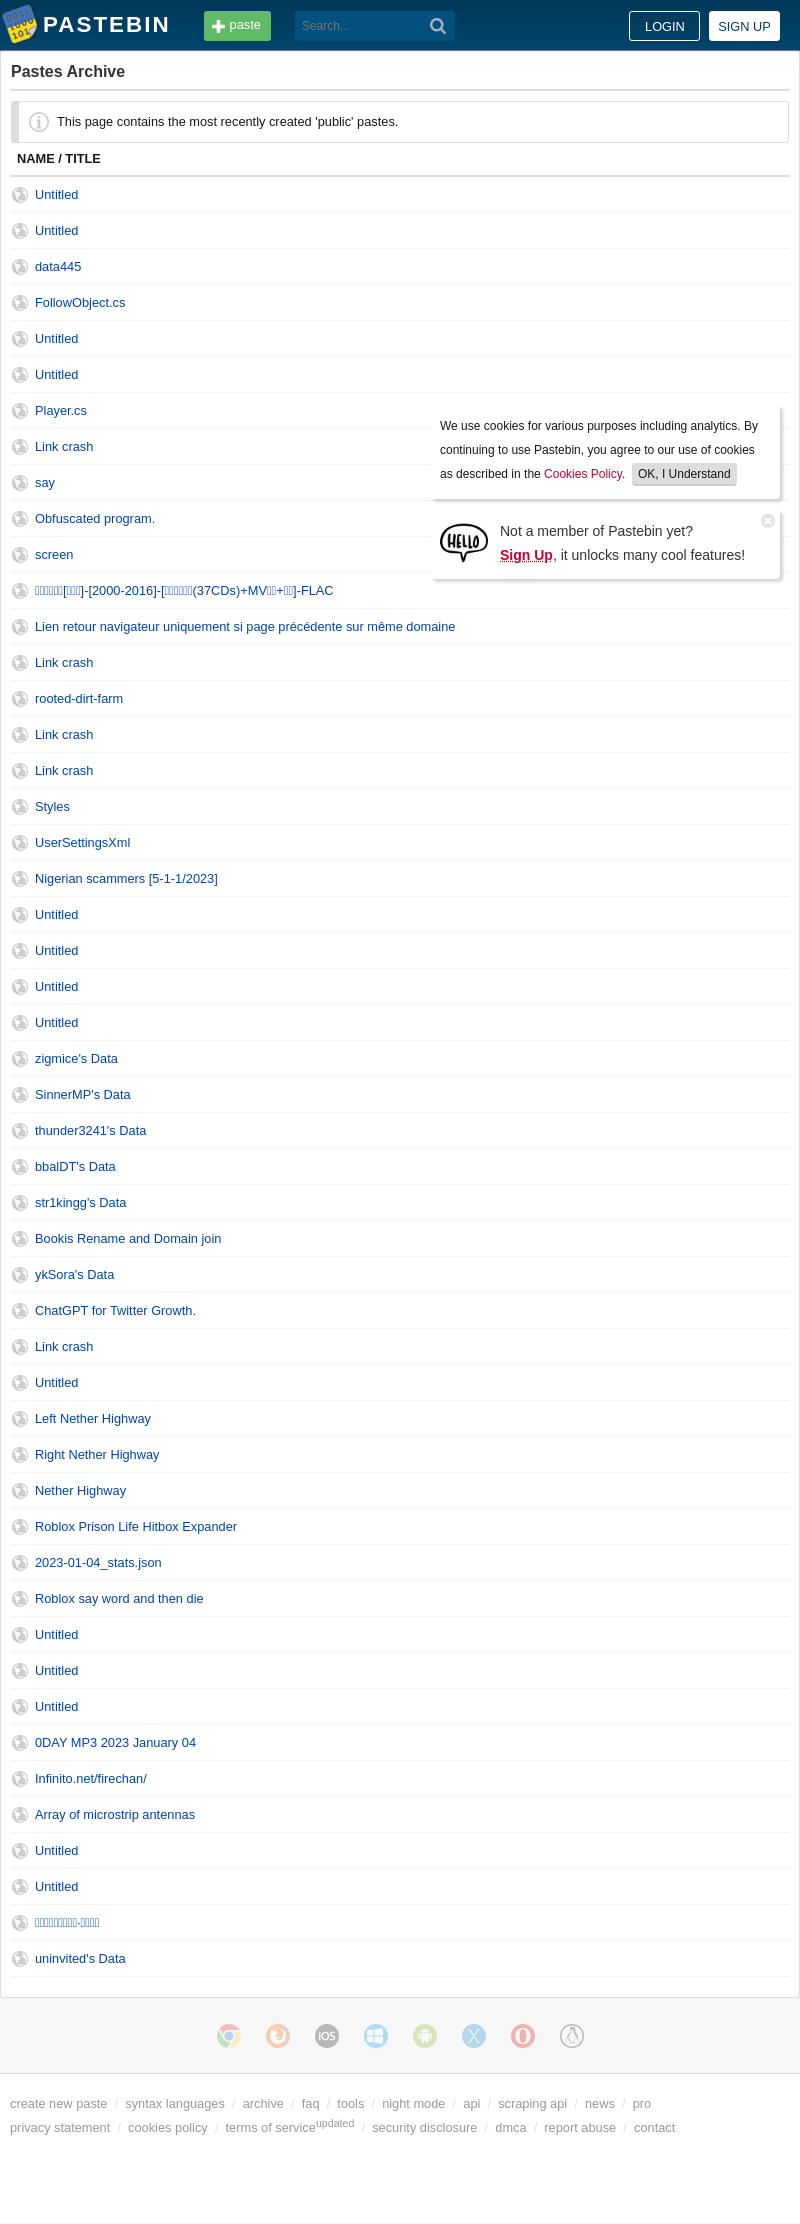 PASTEBIN
paste
Search...
LOGIN
SIGN UP
Pastes Archive
This page contains the most recently created 'public' pastes.
NAME / TITLE
Untitled
Untitled
data445
FollowObject.cs
Untitled
Untitled
Player.cs
Link crash
say
Obfuscated program.
screen
We use cookies for various purposes including analytics. By
continuing to use Pastebin, you agree to our use of cookies
as described in the Cookies Policy. OK, I Understand
Not a member of Pastebin yet?
Sign Up, it unlocks many cool features!
HELLO
]-[2000-2016]-[ (37CDs)+MV + ]-FLAC
Lien retour navigateur uniquement si page précédente sur même domaine
Link crash
rooted-dirt-farm
Link crash
Link crash
Styles
UserSettingsXml
Nigerian scammers [5-1-1/2023]
Untitled
Untitled
Untitled
Untitled
zigmice's Data
SinnerMP's Data
thunder3241's Data
bbalDT's Data
str1kingg's Data
Bookis Rename and Domain join
ykSora's Data
ChatGPT for Twitter Growth.
Link crash
Untitled
Left Nether Highway
Right Nether Highway
Nether Highway
Roblox Prison Life Hitbox Expander
2023-01-04_stats.json
Roblox say word and then die
Untitled
Untitled
Untitled
0DAY MP3 2023 January 04
Infinito.net/firechan/
Array of microstrip antennas
Untitled
Untitled
uninvited's Data
iOS
create new paste / syntax languages / archive / faq / tools / night mode / api / scraping api / news / pro
privacy statement / cookies policy / terms of service updated / security disclosure / dmca / report abuse / contact